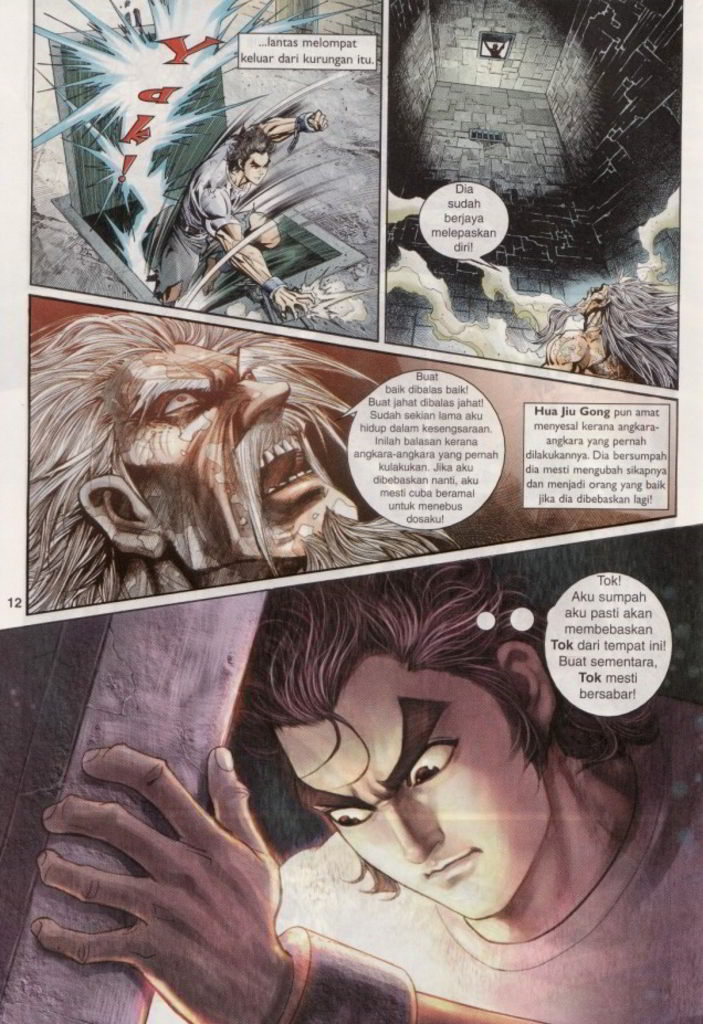 ...lantas melompat
keluar dari kurungan itu.
Yak!
Dia
sudah
berjaya
melepaskan
diri!
Buat
baik dibalas baik!
Buat jahat dibalas jahat!
Sudah sekian lama aku
hidup dalam kesengsaraan.
Inilah balasan kerana
angkara-angkara yang pernah
kulakukan. Jika aku
dibebaskan nanti, aku
mesti cuba beramal
untuk menebus
dosaku!
Hua Jiu Gong pun amat
menyesal kerana angkara-
angkara yang pernah
dilakukannya. Dia bersumpah
dia mesti mengubah sikapnya
dan menjadi orang yang baik
jika dia dibebaskan lagi!
12
Tok!
Aku sumpah
aku pasti akan
membebaskan
Tok dari tempat ini!
Buat sementara,
Tok mesti
bersabar!